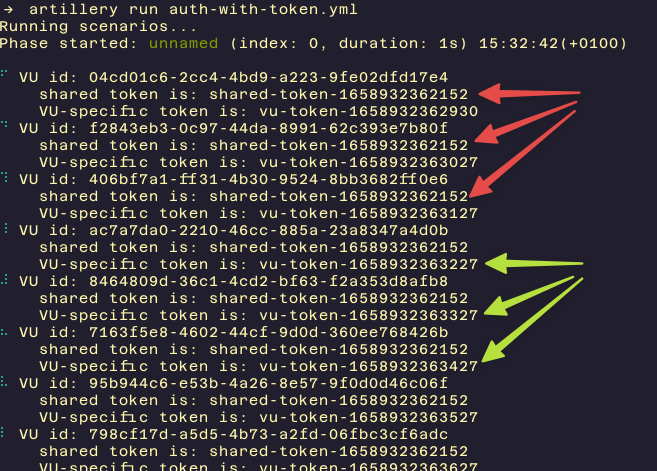 → artillery run auth-with-token.yml
Running scenarios...
Phase started: unnamed (index: 0, duration: 1s) 15:32:42(+0100)
VU id: 04cd01c6-2cc4-4bd9-a223-9fe02dfd17e4
shared token is: shared-token-1658932362152
VU-specific token is: vu-token-1658932362930
VU id: f2843eb3-0c97-44da-8991-62c393e7b80f
shared token is: shared-token-1658932362152
VU-specific token is: vu-token-1658932363027
VU id: 406bf7a1-ff31-4b30-9524-8bb3682ff0e6
shared token is: shared-token-1658932362152
VU-specific token is: vu-token-1658932363127
VU id: ac7a7da0-2210-46cc-885a-23a8347a4d0b
shared token is: shared-token-1658932362152
VU-specific token is: vu-token-1658932363227
VU id: 8464809d-36c1-4cd2-bf63-f2a353d8afb8
shared token is: shared-token-1658932362152
VU-specific token is: vu-token-1658932363327
VU id: 7163f5e8-4602-44cf-9d0d-360ee768426b
shared token is: shared-token-1658932362152
VU-specific token is: vu-token-1658932363427
VU id: 95b944c6-e53b-4a26-8e57-9f0d0d46c06f
shared token is: shared-token-1658932362152
VU-specific token is: vu-token-1658932363527
VU id: 798cf17d-a5d5-4b73-a2fd-06fbc3cf6adc
shared token is: shared-token-1658932362152
VU-specific token is: vu-token-1658932363627